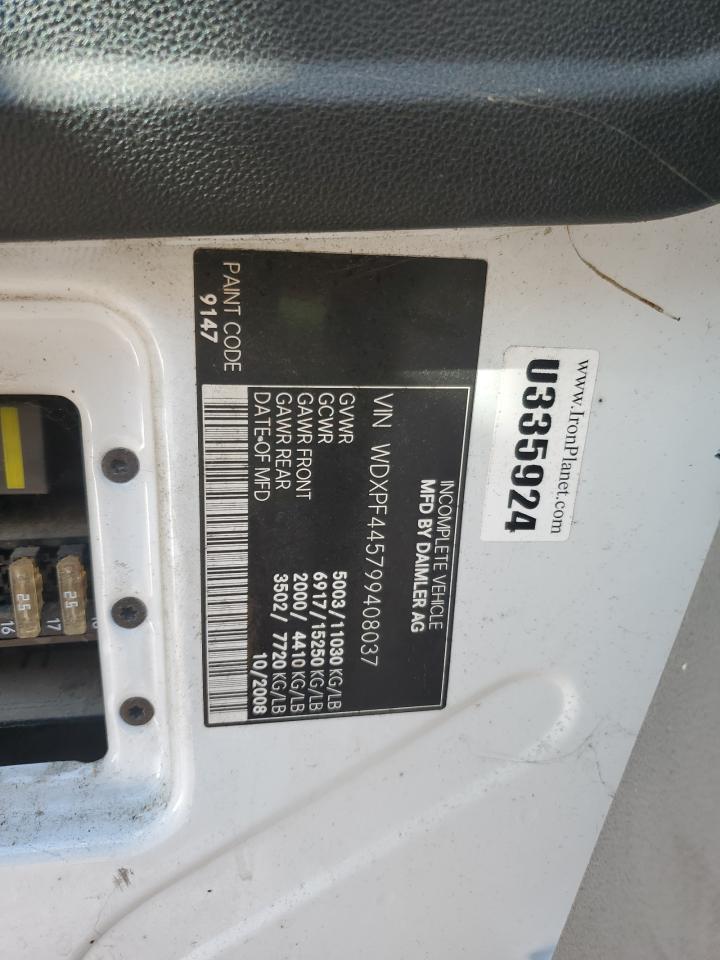 INCOMPLETE VEHICLE
MFD BY DAIMLER AG
VIN WDXPF445799408037
GVWR 5003/11030 KG/LB
GCWR 6917/15250 KG/LB
GAWR FRONT 2000/ 4410 KG/LB
GAWR REAR 3502/ 7720 KG/LB
DATE OF MFD 10/2008
PAINT CODE
9147
www.IronPlanet.com
U335924
25
25
16
17